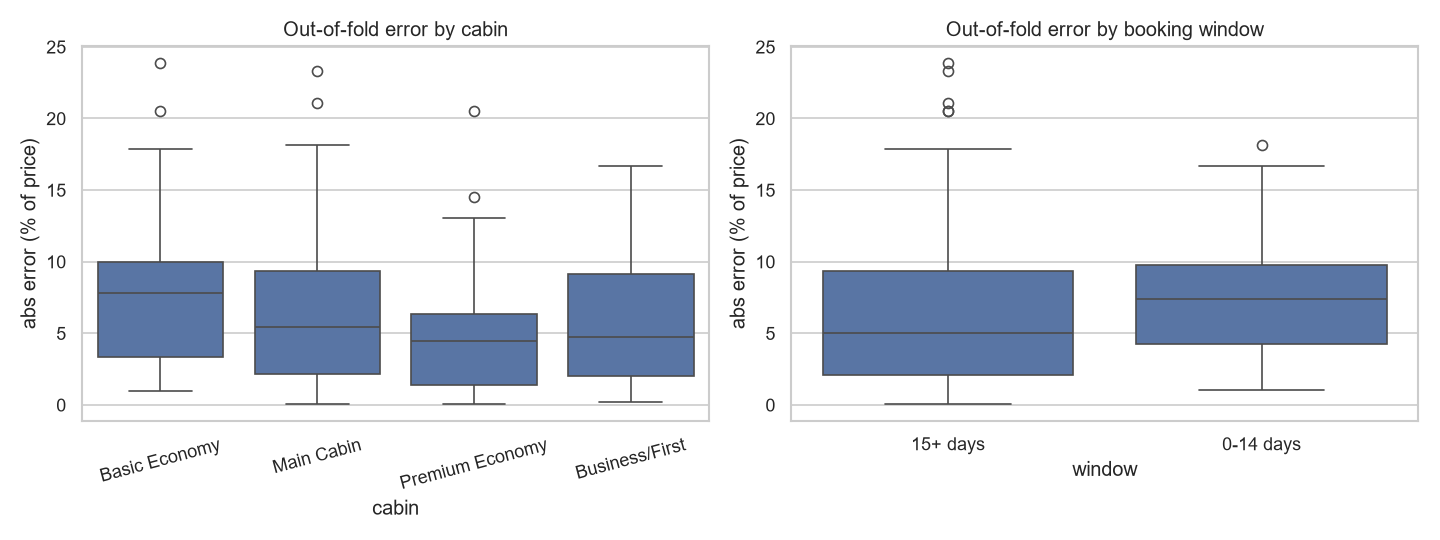 Out-of-fold error by cabin
abs error (% of price)
25
20
15
10
5
0
Basic Economy
Main Cabin
Premium Economy
Business/First
cabin
Out-of-fold error by booking window
abs error (% of price)
25
20
15
10
5
0
15+ days
0-14 days
window